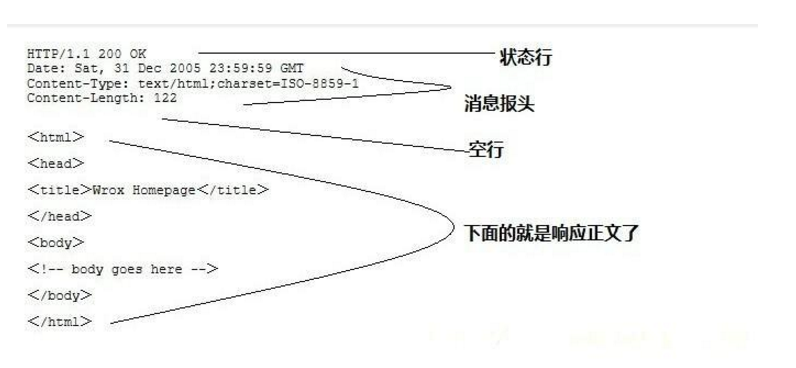 HTTP/1.1 200 OK
状态行
Date: Sat, 31 Dec 2005 23:59:59 GMT
Content-Type: text/html;charset=ISO-8859-1
Content-Length: 122
消息报头
空行
<html>
<head>
<title>Wrox Homepage</title>
</head>
<body>
下面的就是响应正文了
<!-- body goes here -->
</body>
</html>